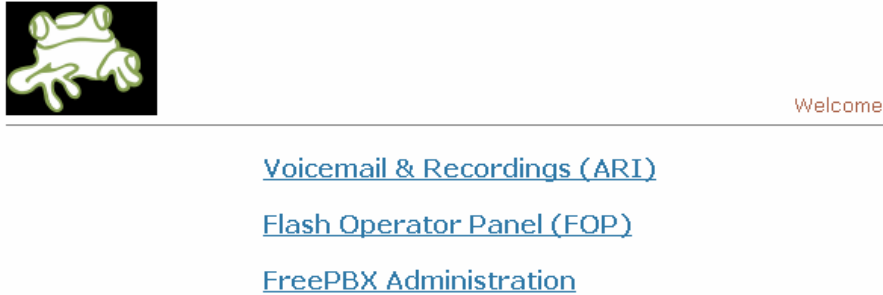 Welcome
Voicemail & Recordings (ARI)
Flash Operator Panel (FOP)
FreePBX Administration